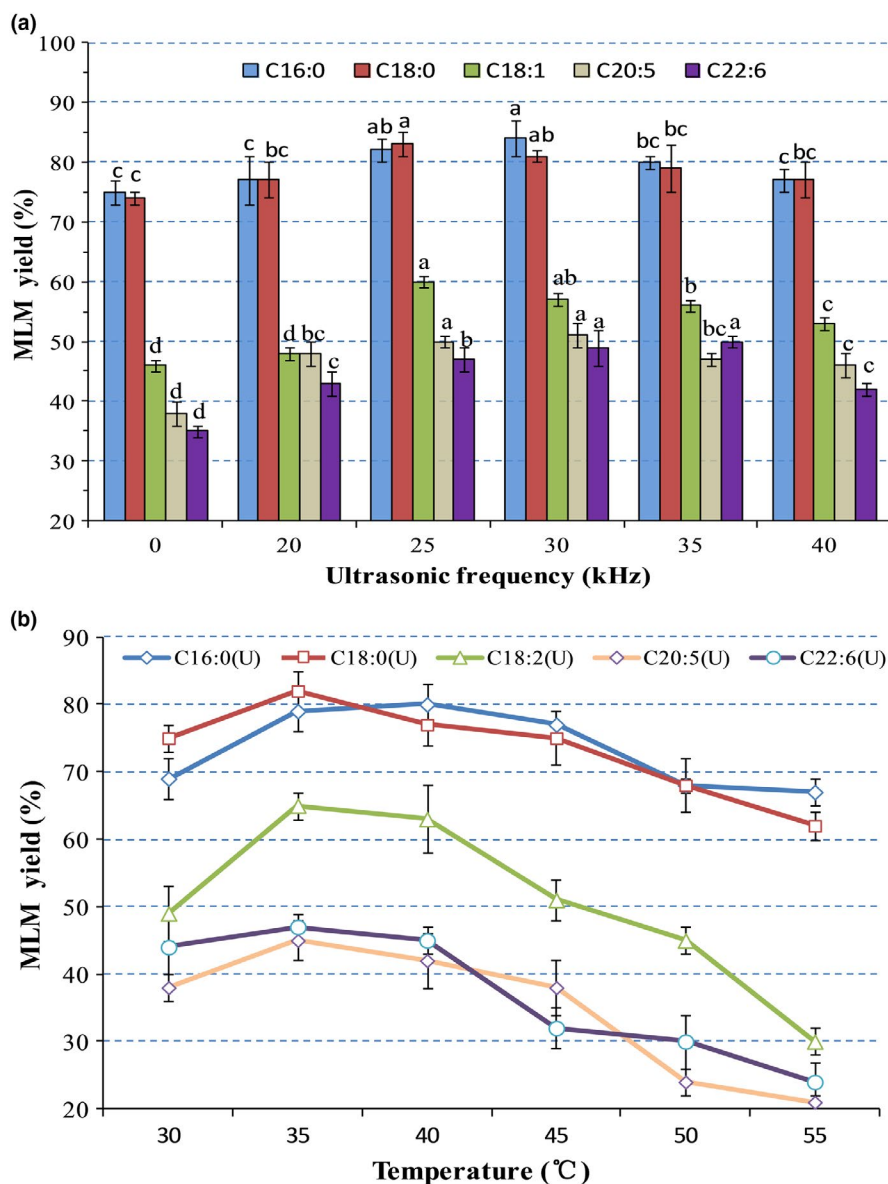 (a)
MLM yield (%)
100
90
80
70
60
50
40
30
20
C16:0 C18:0 C18:1 C20:5 C22:6
c c d d d
c bc d bc c
ab a a a b
a ab ab a a
bc bc b bc a
c bc c c c
0 20 25 30 35 40
Ultrasonic frequency (kHz)
(b)
MLM yield (%)
90
80
70
60
50
40
30
20
C16:0(U) C18:0(U) C18:2(U) C20:5(U) C22:6(U)
30 35 40 45 50 55
Temperature (℃)